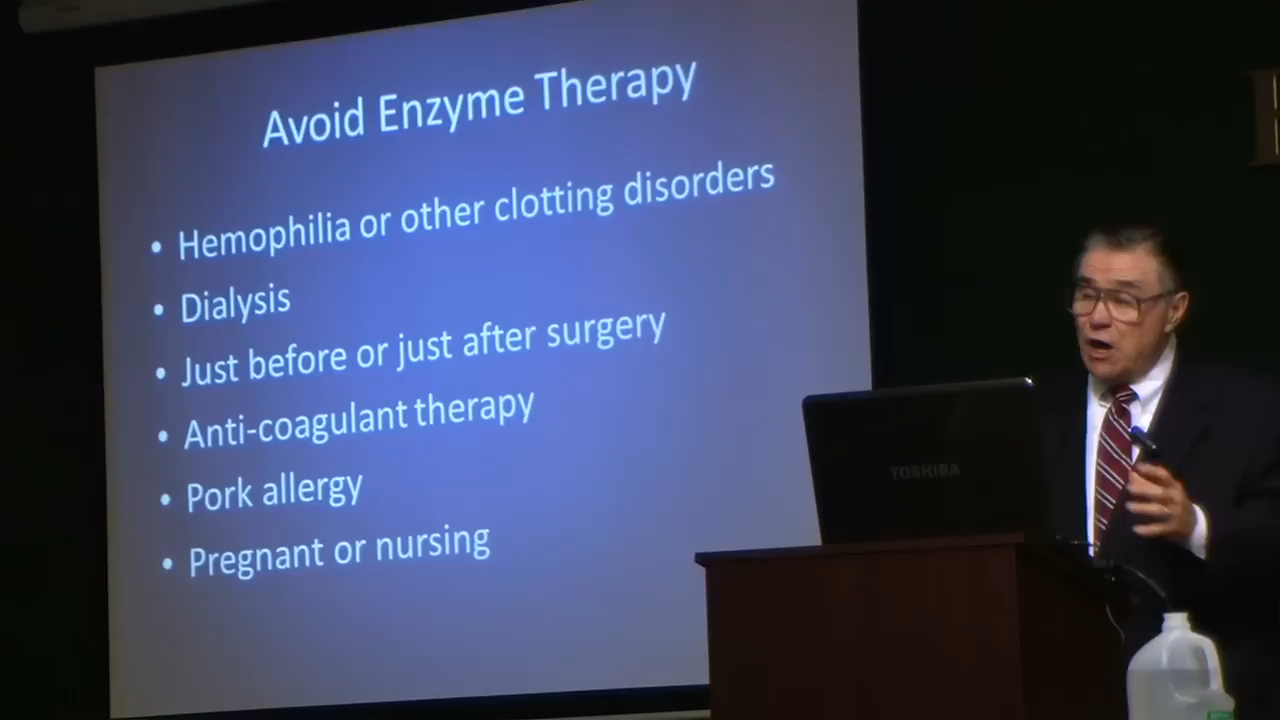 Avoid Enzyme Therapy
• Hemophilia or other clotting disorders
• Dialysis
• Just before or just after surgery
• Anti-coagulant therapy
• Pork allergy
• Pregnant or nursing
TOSHIBA